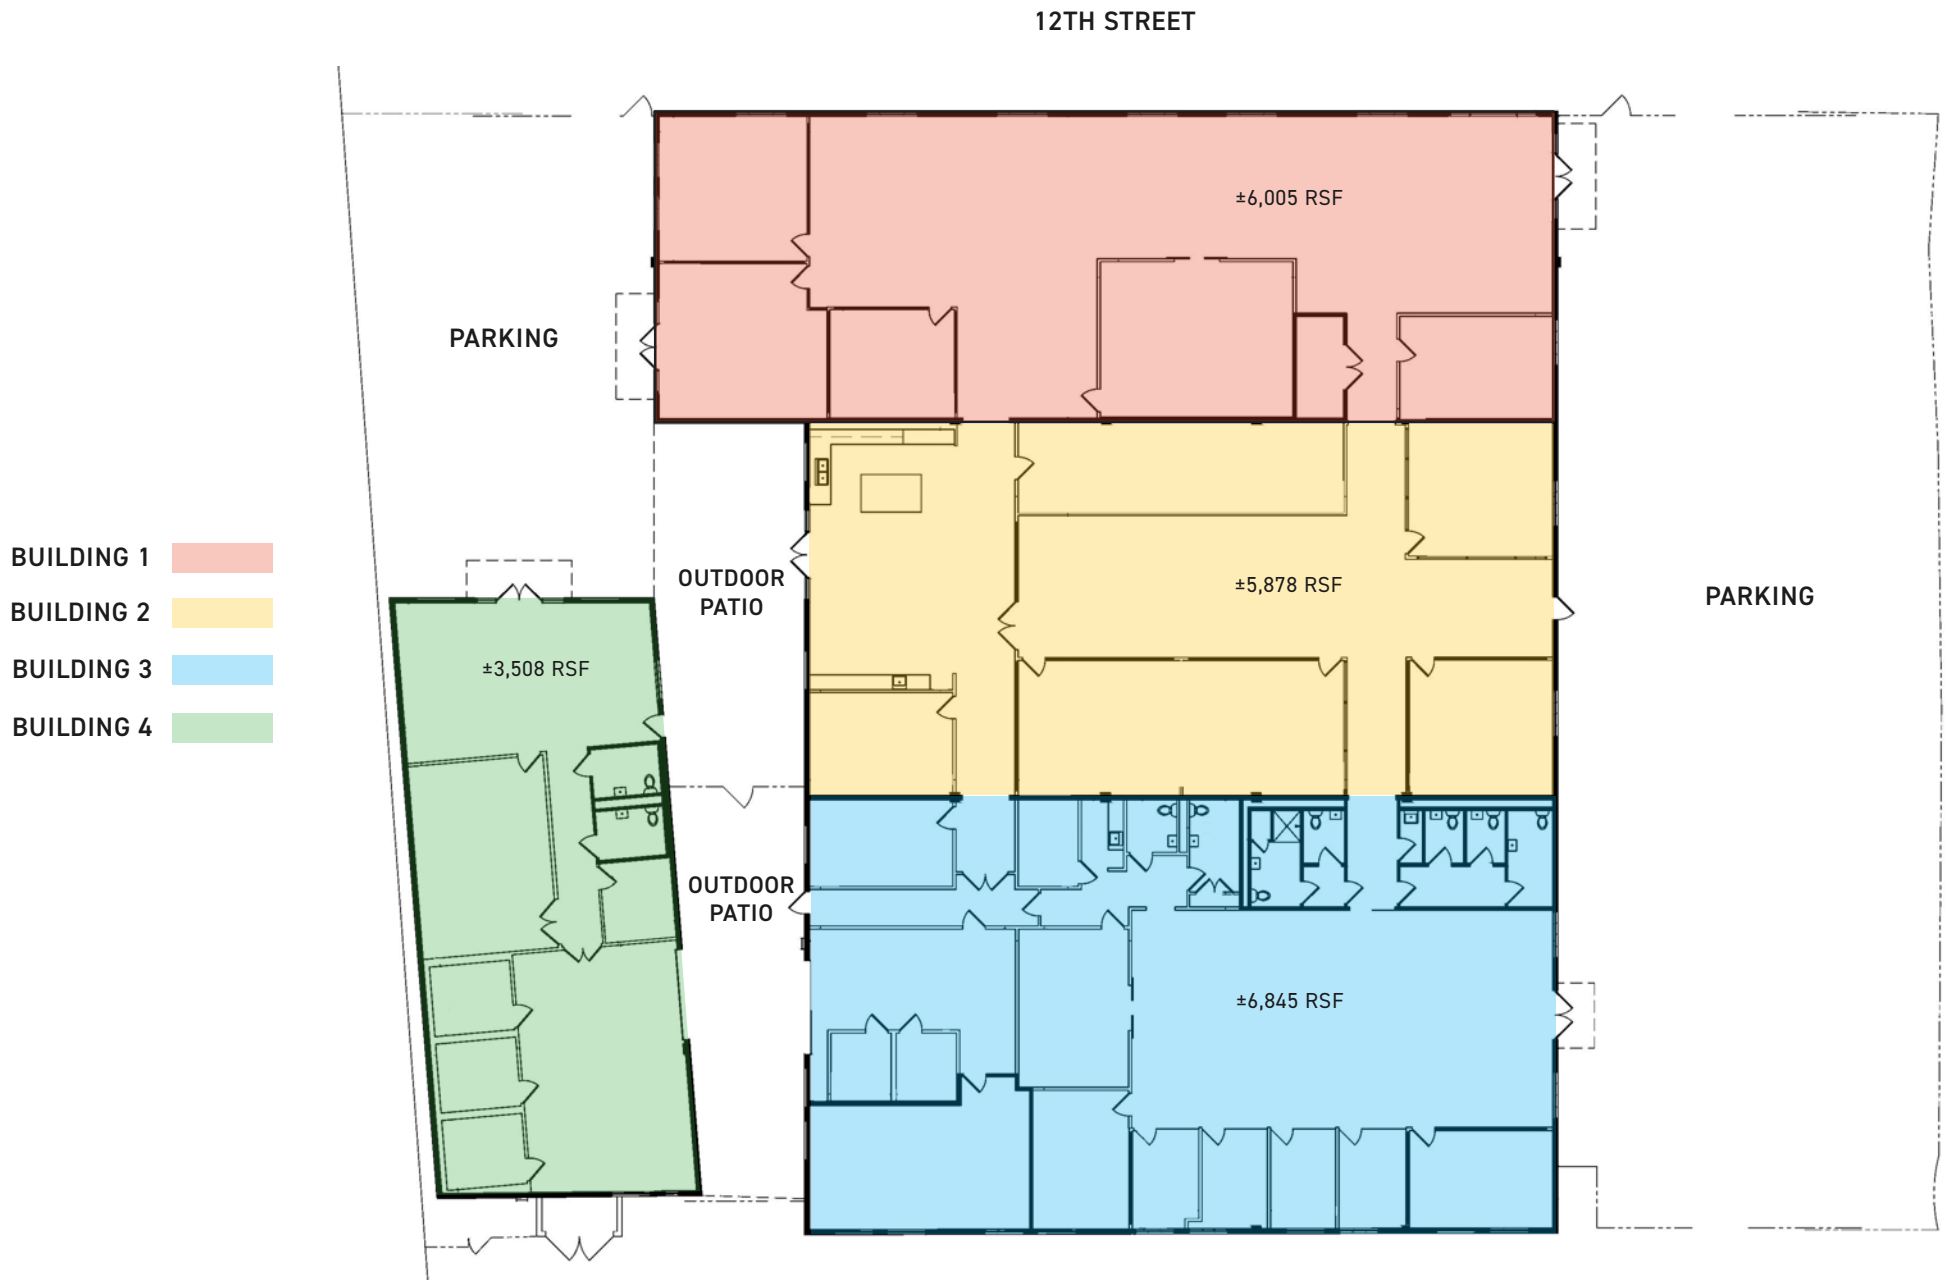 12TH STREET
±6,005 RSF
PARKING
BUILDING 1
BUILDING 2
BUILDING 3
BUILDING 4
OUTDOOR
PATIO
±5,878 RSF
PARKING
±3,508 RSF
OUTDOOR
PATIO
±6,845 RSF